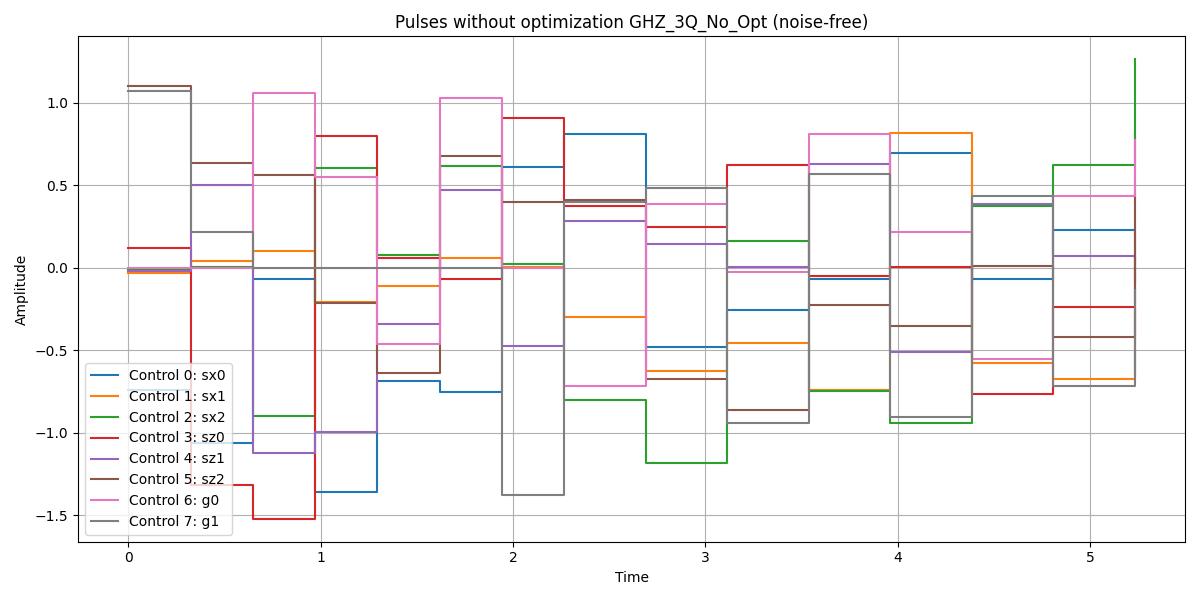 Pulses without optimization GHZ_3Q_No_Opt (noise-free)
Amplitude
1.0
0.5
0.0
−0.5
−1.0
−1.5
Control 0: sx0
Control 1: sx1
Control 2: sx2
Control 3: sz0
Control 4: sz1
Control 5: sz2
Control 6: g0
Control 7: g1
0 1 2 3 4 5
Time